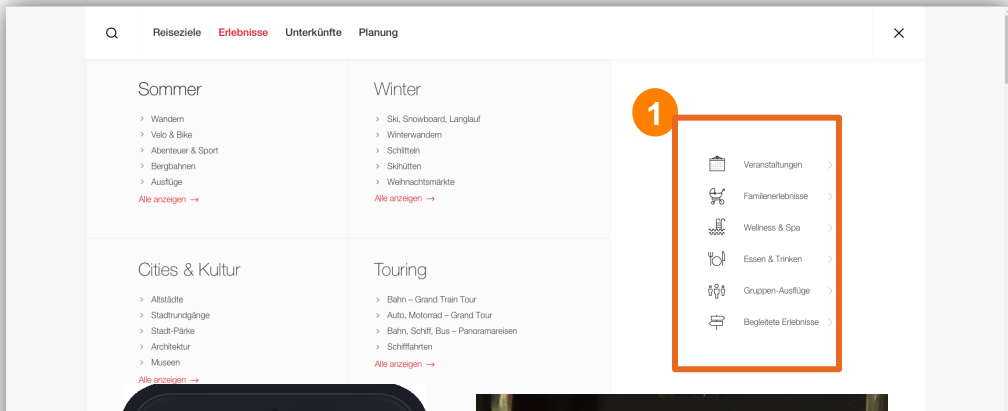 Reiseziele Erlebnisse Unterkünfte Planung
Sommer
Wandern
Velo & Bike
Abenteuer & Sport
Bergbahnen
Ausflüge
Alle anzeigen →
Winter
Ski, Snowboard, Langlauf
Winterwandern
Schlitteln
Skihütten
Weihnachtsmärkte
Alle anzeigen →
1
Veranstaltungen
Familenerlebnisse
Wellness & Spa
Essen & Trinken
Gruppen-Ausflüge
Begleitete Erlebnisse
Cities & Kultur
Altstädte
Stadtrundgänge
Stadt-Pärke
Architektur
Museen
Alle anzeigen →
Touring
Bahn – Grand Train Tour
Auto, Motorrad – Grand Tour
Bahn, Schiff, Bus – Panoramareisen
Schifffahrten
Alle anzeigen →